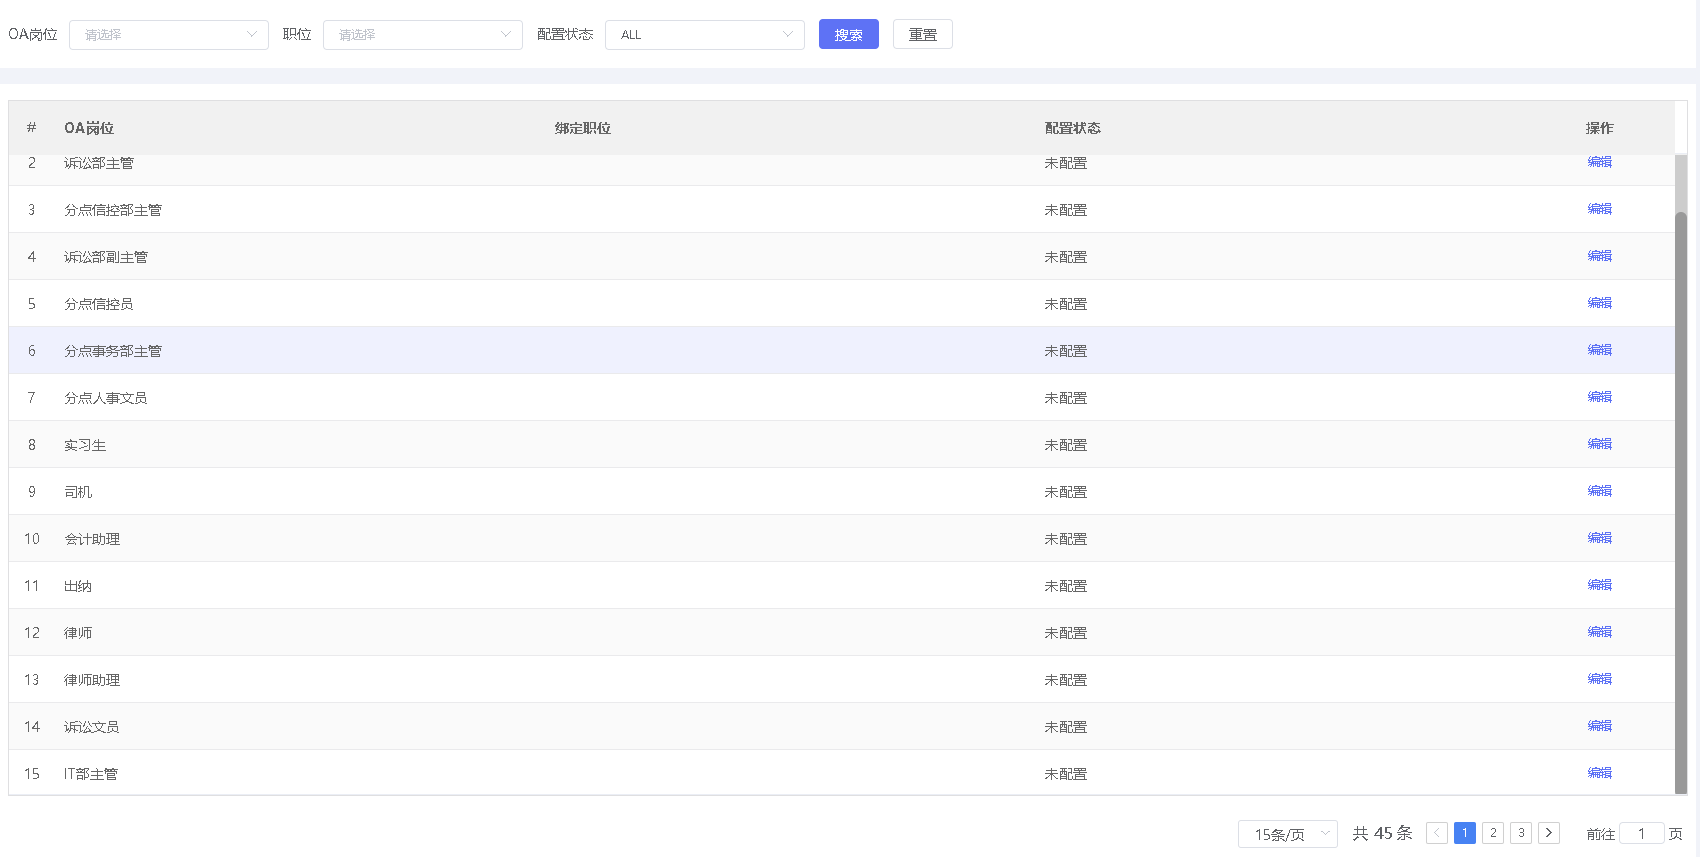 OA岗位 请选择 职位 请选择 配置状态 ALL 搜索 重置
# OA岗位 绑定职位 配置状态 操作
2 诉讼部主管 未配置 编辑
3 分点信控部主管 未配置 编辑
4 诉讼部副主管 未配置 编辑
5 分点信控员 未配置 编辑
6 分点事务部主管 未配置 编辑
7 分点人事文员 未配置 编辑
8 实习生 未配置 编辑
9 司机 未配置 编辑
10 会计助理 未配置 编辑
11 出纳 未配置 编辑
12 律师 未配置 编辑
13 律师助理 未配置 编辑
14 诉讼文员 未配置 编辑
15 IT部主管 未配置 编辑
15条/页 共 45 条 1 2 3 前往 1 页